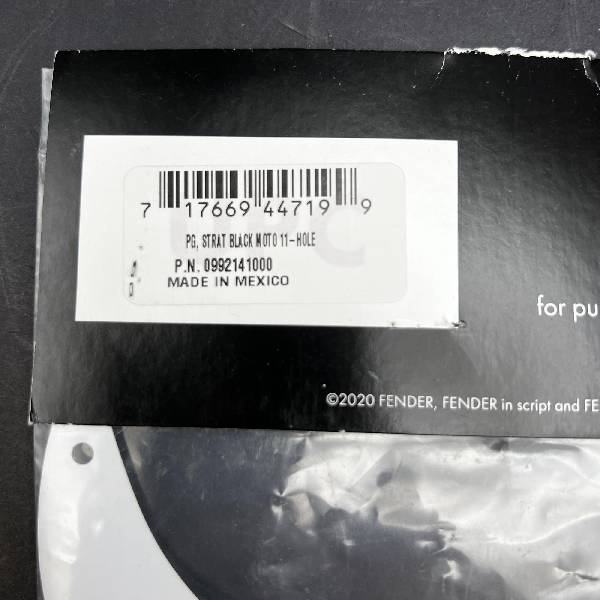 7 17669 44719 9
PG, STRAT BLACK MOTO 11-HOLE
P.N. 0992141000
MADE IN MEXICO
for pu
©2020 FENDER, FENDER in script and FE